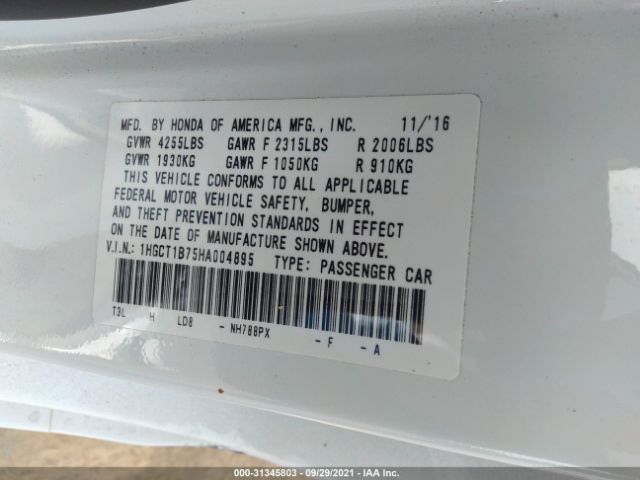 MFD. BY HONDA OF AMERICA MFG., INC. 11/'16
GVWR 4255LBS GAWR F 2315LBS R 2006LBS
GVWR 1930KG GAWR F 1050KG R 910KG
THIS VEHICLE CONFORMS TO ALL APPLICABLE
FEDERAL MOTOR VEHICLE SAFETY, BUMPER,
AND THEFT PREVENTION STANDARDS IN EFFECT
ON THE DATE OF MANUFACTURE SHOWN ABOVE.
V.I.N.: 1HGCT1B75HA004895 TYPE: PASSENGER CAR
T3L H LD8 - NH788PX - F - A
000-31345803 - 09/29/2021 - IAA Inc.